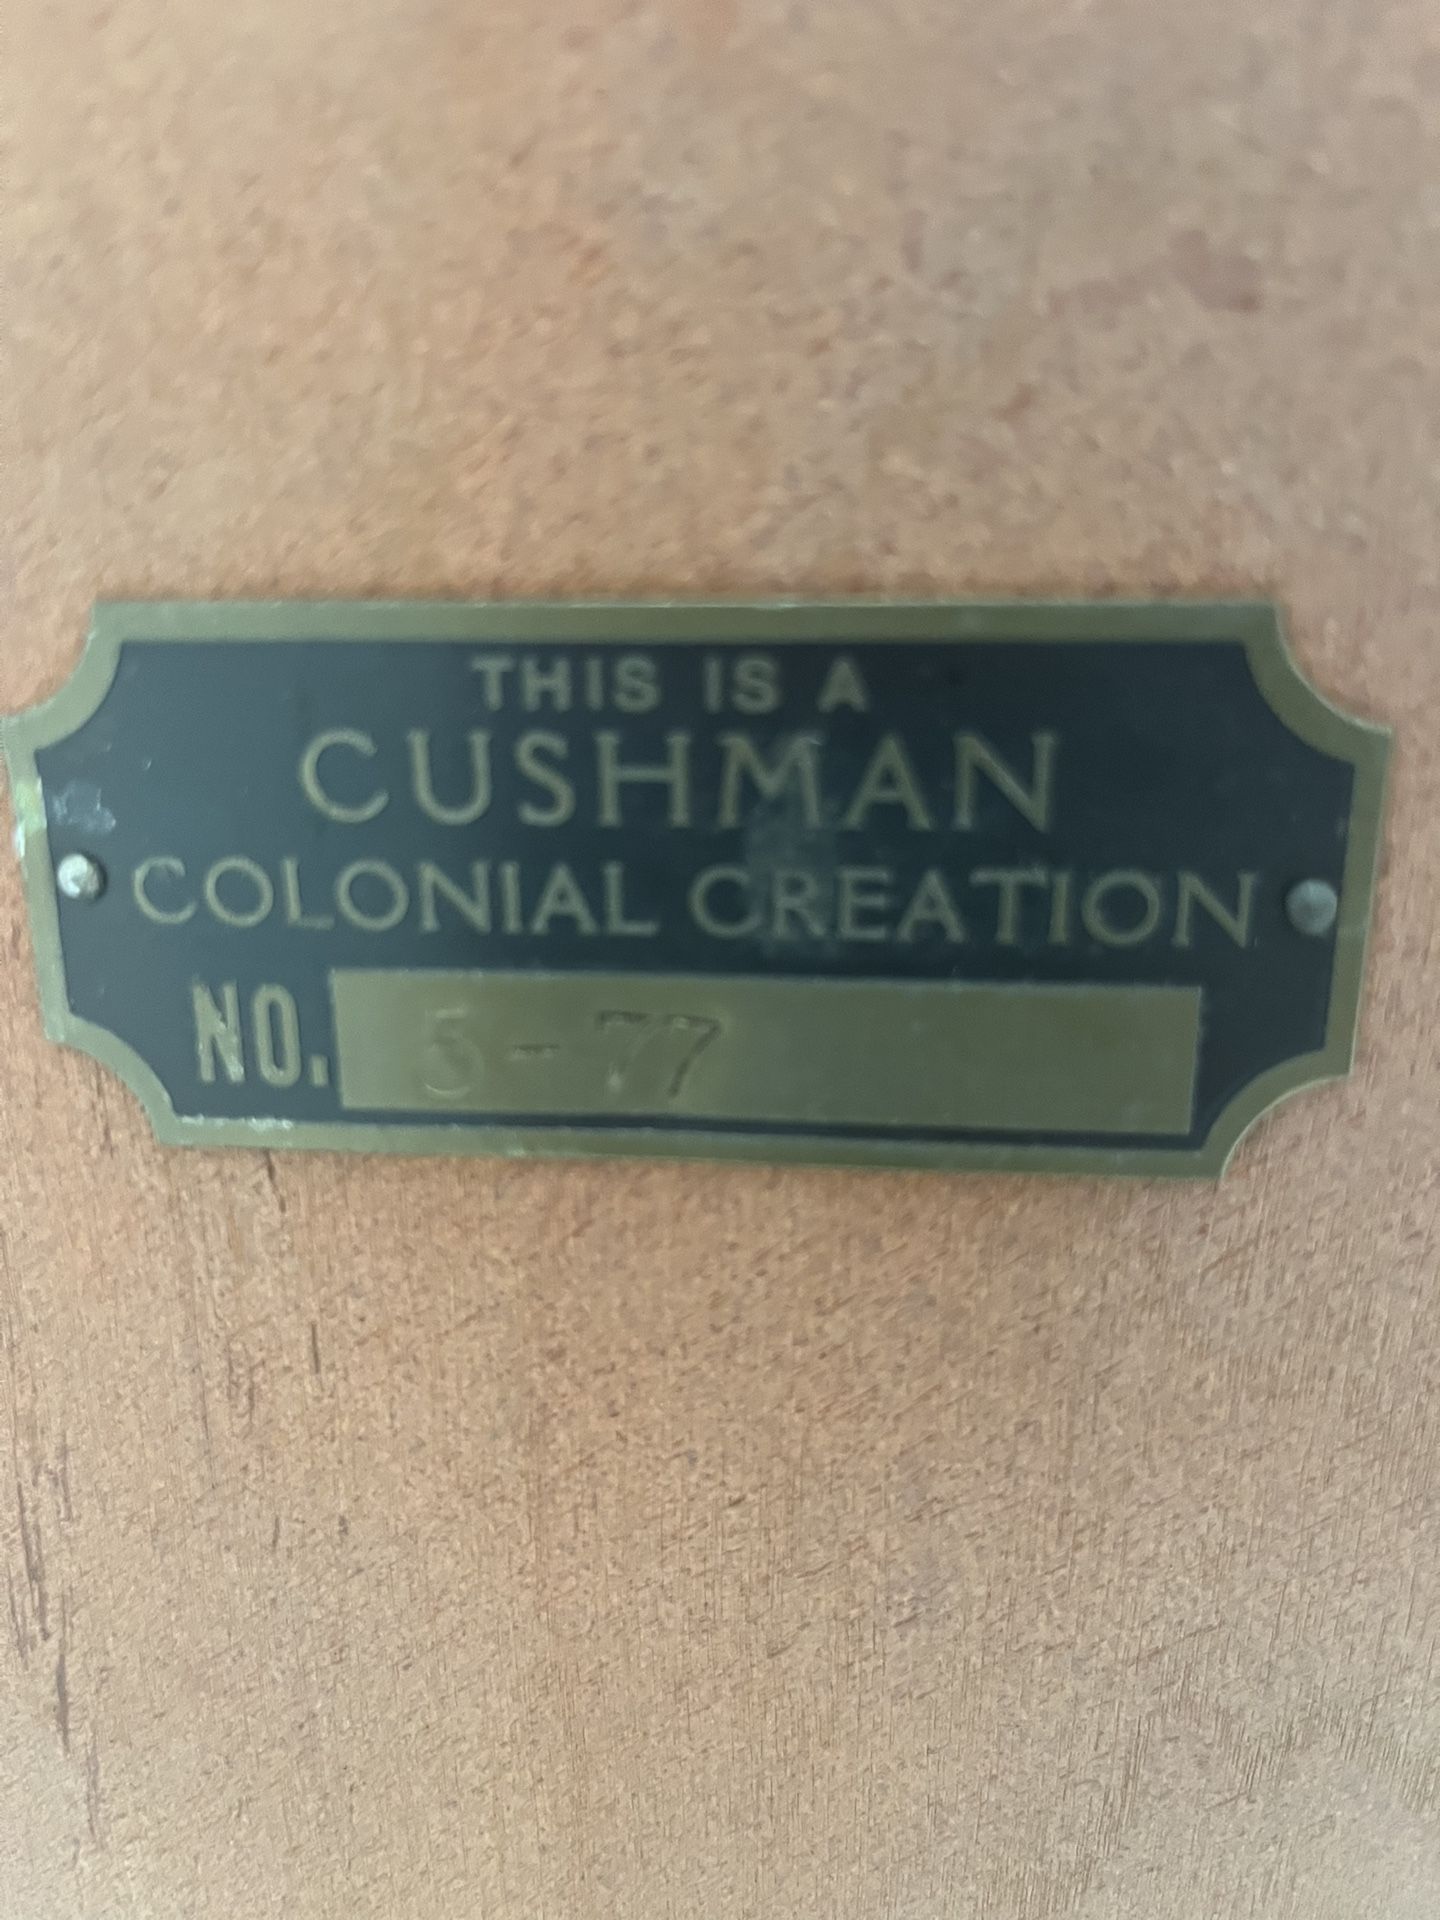 THIS IS A
CUSHMAN
COLONIAL CREATION
NO. 5-77